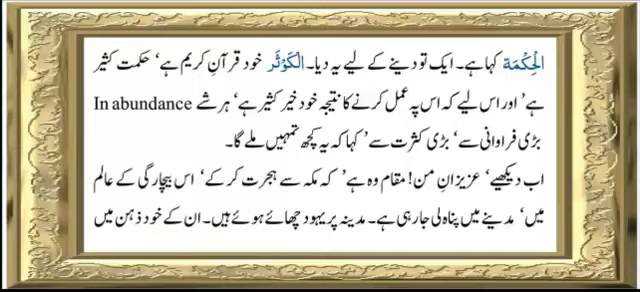 الْحِكْمَة کہا ہے۔ ایک تو دینے کے لیے یہ دیا۔ الْكَوْثَر خود قرآنِ کریم ہے‘ حکمت کثیر
ہے‘ اور اس لیے کہ اس پہ عمل کرنے کا نتیجہ خود خیر کثیر ہے‘ ہر شے In abundance
بڑی فراوانی سے‘ بڑی کثرت سے‘ کہا کہ یہ کچھ تمہیں ملے گا۔
اب دیکھیے‘ عزیزانِ من! مقام وہ ہے‘ کہ مکہ سے ہجرت کر کے‘ اس بیچارگی کے عالم
میں‘ مدینے میں پناہ لی جا رہی ہے۔ مدینہ پر یہود چھائے ہوئے ہیں۔ ان کے خود ذہن میں